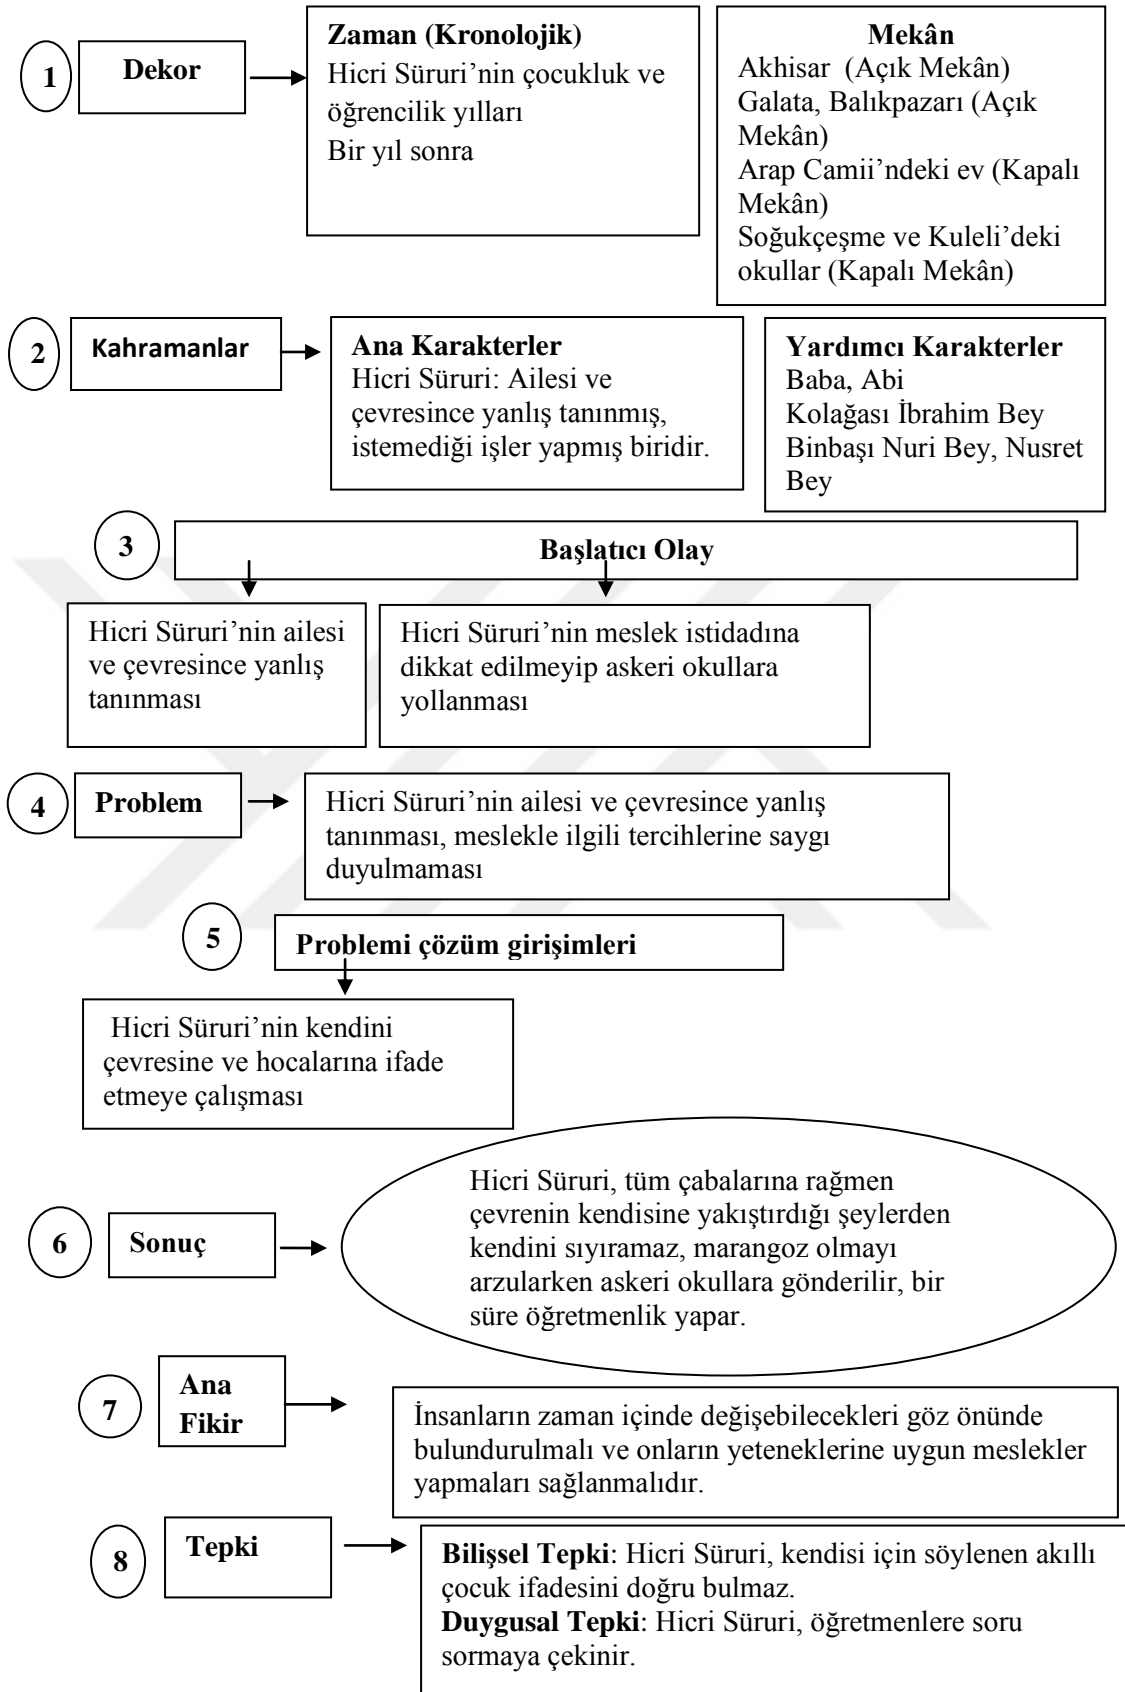 1
Dekor
Zaman (Kronolojik)
Hicri Süruri’nin çocukluk ve
öğrencilik yılları
Bir yıl sonra
Mekân
Akhisar (Açık Mekân)
Galata, Balıkpazarı (Açık
Mekân)
Arap Camii’ndeki ev (Kapalı
Mekân)
Soğukçeşme ve Kuleli’deki
okullar (Kapalı Mekân)
2
Kahramanlar
Ana Karakterler
Hicri Süruri: Ailesi ve
çevresince yanlış tanınmış,
istemediği işler yapmış biridir.
Yardımcı Karakterler
Baba, Abi
Kolağası İbrahim Bey
Binbaşı Nuri Bey, Nusret
Bey
3
Başlatıcı Olay
Hicri Süruri’nin ailesi
ve çevresince yanlış
tanınması
Hicri Süruri’nin meslek istidadına
dikkat edilmeyip askeri okullara
yollanması
4
Problem
Hicri Süruri’nin ailesi ve çevresince yanlış
tanınması, meslekle ilgili tercihlerine saygı
duyulmaması
5
Problemi çözüm girişimleri
Hicri Süruri’nin kendini
çevresine ve hocalarına ifade
etmeye çalışması
6
Sonuç
Hicri Süruri, tüm çabalarına rağmen
çevrenin kendisine yakıştırdığı şeylerden
kendini sıyıramaz, marangoz olmayı
arzularken askeri okullara gönderilir, bir
süre öğretmenlik yapar.
7
Ana
Fikir
İnsanların zaman içinde değişebilecekleri göz önünde
bulundurulmalı ve onların yeteneklerine uygun meslekler
yapmaları sağlanmalıdır.
8
Tepki
Bilişsel Tepki: Hicri Süruri, kendisi için söylenen akıllı
çocuk ifadesini doğru bulmaz.
Duygusal Tepki: Hicri Süruri, öğretmenlere soru
sormaya çekinir.